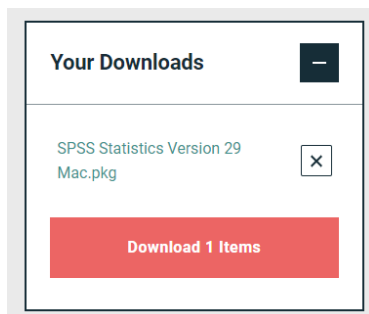 Your Downloads
SPSS Statistics Version 29
Mac.pkg
Download 1 Items